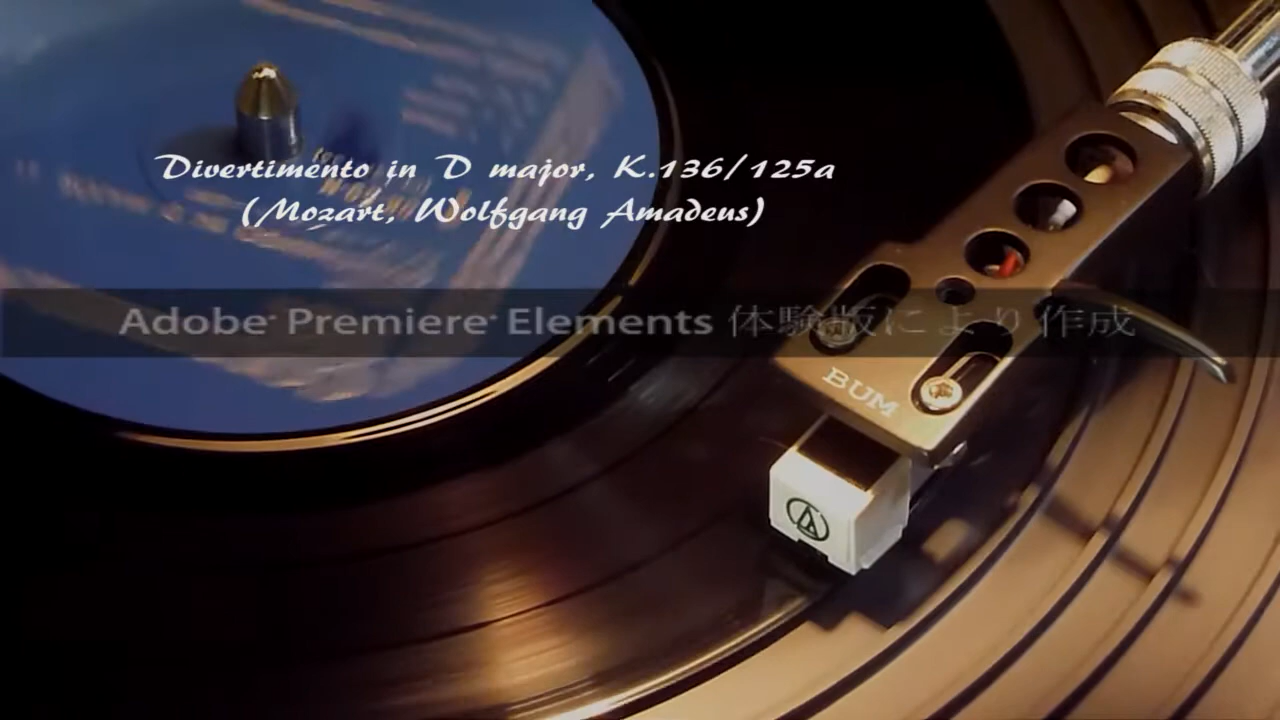 Divertimento in D major, K.136/125a
(Mozart, Wolfgang Amadeus)
Adobe Premiere Elements 体験版により作成
BUM